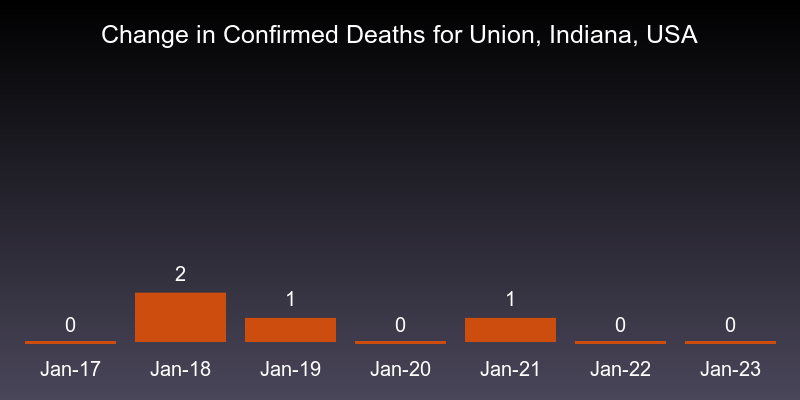 Change in Confirmed Deaths for Union, Indiana, USA
0 2 1 0 1 0 0
Jan-17 Jan-18 Jan-19 Jan-20 Jan-21 Jan-22 Jan-23